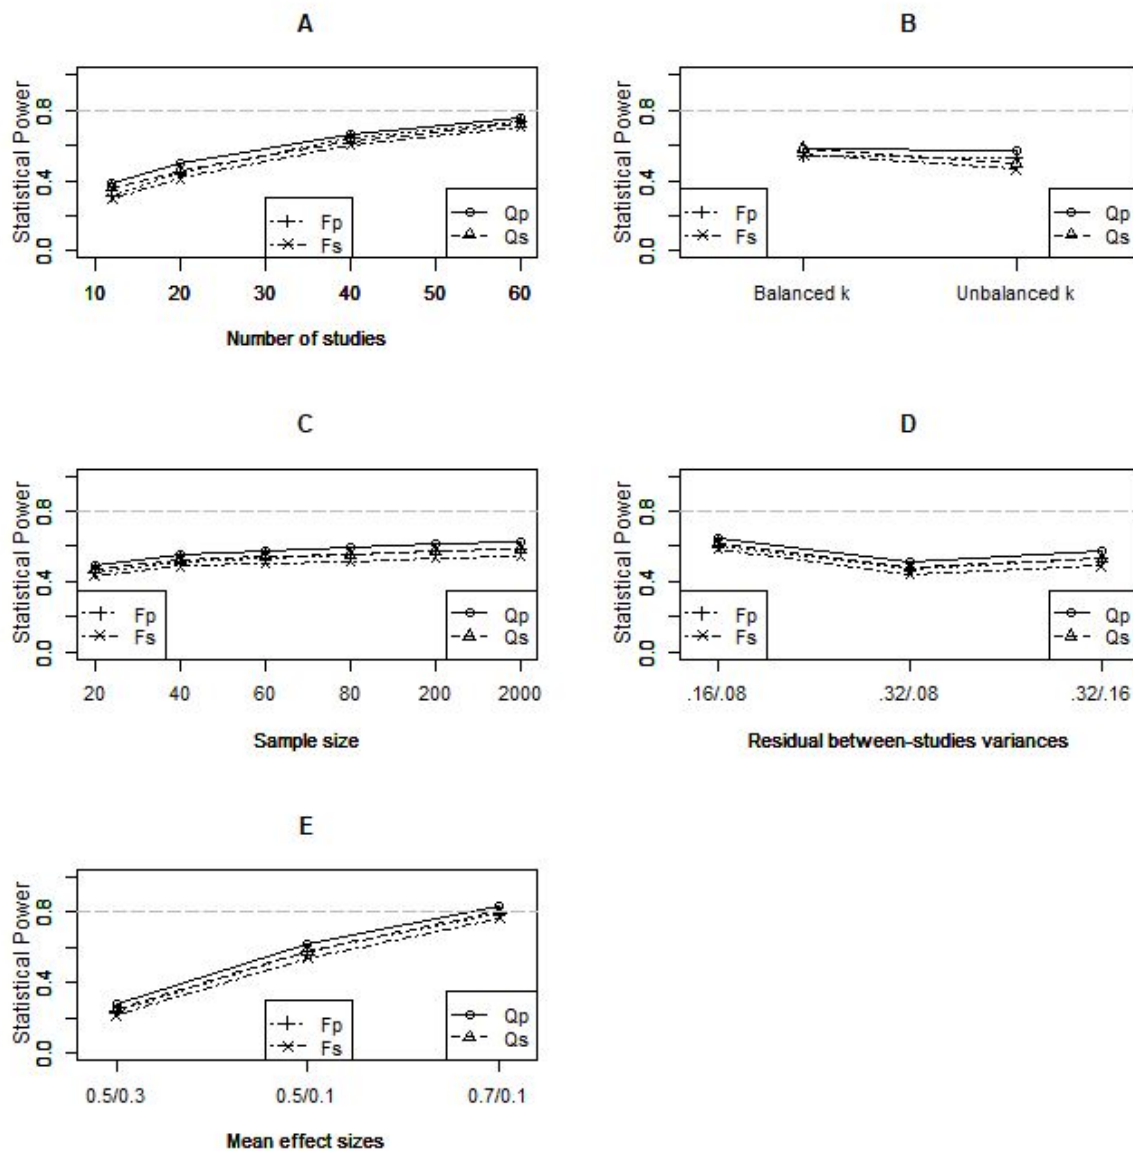 A
Statistical Power
0.0 0.4 0.8
Fp
Fs
Qp
Qs
10 20 30 40 50 60
Number of studies
B
Statistical Power
0.0 0.4 0.8
Fp
Fs
Qp
Qs
Balanced k Unbalanced k
C
Statistical Power
0.0 0.4 0.8
Fp
Fs
Qp
Qs
20 40 60 80 200 2000
Sample size
D
Statistical Power
0.0 0.4 0.8
Fp
Fs
Qp
Qs
.16/.08 .32/.08 .32/.16
Residual between-studies variances
E
Statistical Power
0.0 0.4 0.8
Fp
Fs
Qp
Qs
0.5/0.3 0.5/0.1 0.7/0.1
Mean effect sizes